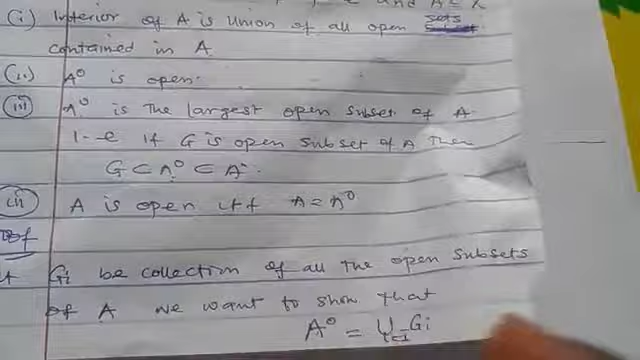 and A ⊂ X
(i) Interior of A is Union of all open sets
contained in A
(ii) A° is open.
(iii) A° is the largest open subset of A.
i-e if G is open subset of A then
G ⊂ A° ⊂ A.
A is open iff A = A°
Gi be collection of all the open subsets
of A we want to show that
A° = ∪ Gi